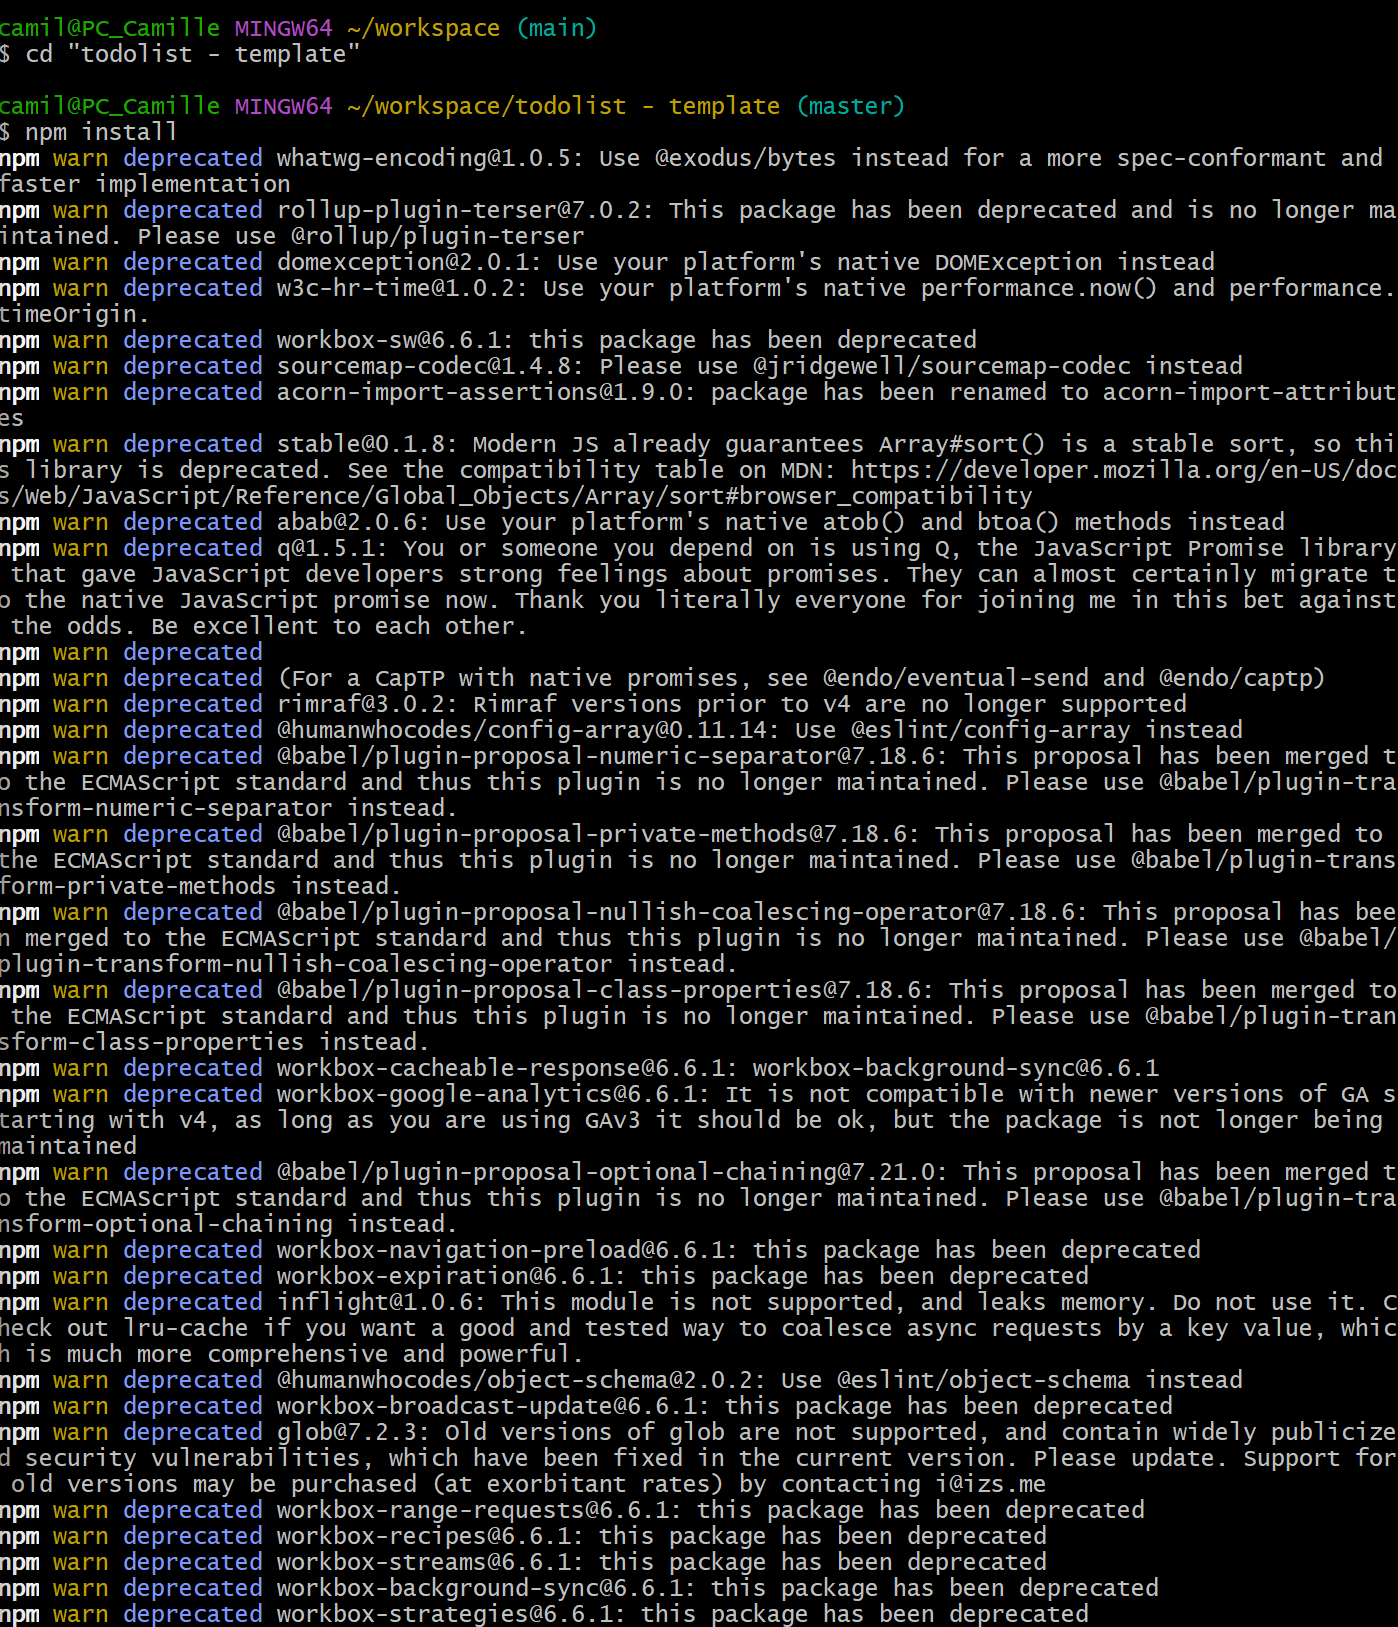 camil@PC_Camille MINGW64 ~/workspace (main)
$ cd "todolist - template"
camil@PC_Camille MINGW64 ~/workspace/todolist - template (master)
$ npm install
npm warn deprecated whatwg-encoding@1.0.5: Use @exodus/bytes instead for a more spec-conformant and
faster implementation
npm warn deprecated rollup-plugin-terser@7.0.2: This package has been deprecated and is no longer ma
intained. Please use @rollup/plugin-terser
npm warn deprecated domexception@2.0.1: Use your platform's native DOMException instead
npm warn deprecated w3c-hr-time@1.0.2: Use your platform's native performance.now() and performance.
timeOrigin.
npm warn deprecated workbox-sw@6.6.1: this package has been deprecated
npm warn deprecated sourcemap-codec@1.4.8: Please use @jridgewell/sourcemap-codec instead
npm warn deprecated acorn-import-assertions@1.9.0: package has been renamed to acorn-import-attribut
es
npm warn deprecated stable@0.1.8: Modern JS already guarantees Array#sort() is a stable sort, so thi
s library is deprecated. See the compatibility table on MDN: https://developer.mozilla.org/en-US/doc
s/Web/JavaScript/Reference/Global_Objects/Array/sort#browser_compatibility
npm warn deprecated abab@2.0.6: Use your platform's native atob() and btoa() methods instead
npm warn deprecated q@1.5.1: You or someone you depend on is using Q, the JavaScript Promise library
 that gave JavaScript developers strong feelings about promises. They can almost certainly migrate t
o the native JavaScript promise now. Thank you literally everyone for joining me in this bet against
 the odds. Be excellent to each other.
npm warn deprecated
npm warn deprecated (For a CapTP with native promises, see @endo/eventual-send and @endo/captp)
npm warn deprecated rimraf@3.0.2: Rimraf versions prior to v4 are no longer supported
npm warn deprecated @humanwhocodes/config-array@0.11.14: Use @eslint/config-array instead
npm warn deprecated @babel/plugin-proposal-numeric-separator@7.18.6: This proposal has been merged t
o the ECMAScript standard and thus this plugin is no longer maintained. Please use @babel/plugin-tra
nsform-numeric-separator instead.
npm warn deprecated @babel/plugin-proposal-private-methods@7.18.6: This proposal has been merged to
the ECMAScript standard and thus this plugin is no longer maintained. Please use @babel/plugin-trans
form-private-methods instead.
npm warn deprecated @babel/plugin-proposal-nullish-coalescing-operator@7.18.6: This proposal has bee
n merged to the ECMAScript standard and thus this plugin is no longer maintained. Please use @babel/
plugin-transform-nullish-coalescing-operator instead.
npm warn deprecated @babel/plugin-proposal-class-properties@7.18.6: This proposal has been merged to
 the ECMAScript standard and thus this plugin is no longer maintained. Please use @babel/plugin-tran
sform-class-properties instead.
npm warn deprecated workbox-cacheable-response@6.6.1: workbox-background-sync@6.6.1
npm warn deprecated workbox-google-analytics@6.6.1: It is not compatible with newer versions of GA s
tarting with v4, as long as you are using GAv3 it should be ok, but the package is not longer being
maintained
npm warn deprecated @babel/plugin-proposal-optional-chaining@7.21.0: This proposal has been merged t
o the ECMAScript standard and thus this plugin is no longer maintained. Please use @babel/plugin-tra
nsform-optional-chaining instead.
npm warn deprecated workbox-navigation-preload@6.6.1: this package has been deprecated
npm warn deprecated workbox-expiration@6.6.1: this package has been deprecated
npm warn deprecated inflight@1.0.6: This module is not supported, and leaks memory. Do not use it. C
heck out lru-cache if you want a good and tested way to coalesce async requests by a key value, whic
h is much more comprehensive and powerful.
npm warn deprecated @humanwhocodes/object-schema@2.0.2: Use @eslint/object-schema instead
npm warn deprecated workbox-broadcast-update@6.6.1: this package has been deprecated
npm warn deprecated glob@7.2.3: Old versions of glob are not supported, and contain widely publicize
d security vulnerabilities, which have been fixed in the current version. Please update. Support for
 old versions may be purchased (at exorbitant rates) by contacting i@izs.me
npm warn deprecated workbox-range-requests@6.6.1: this package has been deprecated
npm warn deprecated workbox-recipes@6.6.1: this package has been deprecated
npm warn deprecated workbox-streams@6.6.1: this package has been deprecated
npm warn deprecated workbox-background-sync@6.6.1: this package has been deprecated
npm warn deprecated workbox-strategies@6.6.1: this package has been deprecated